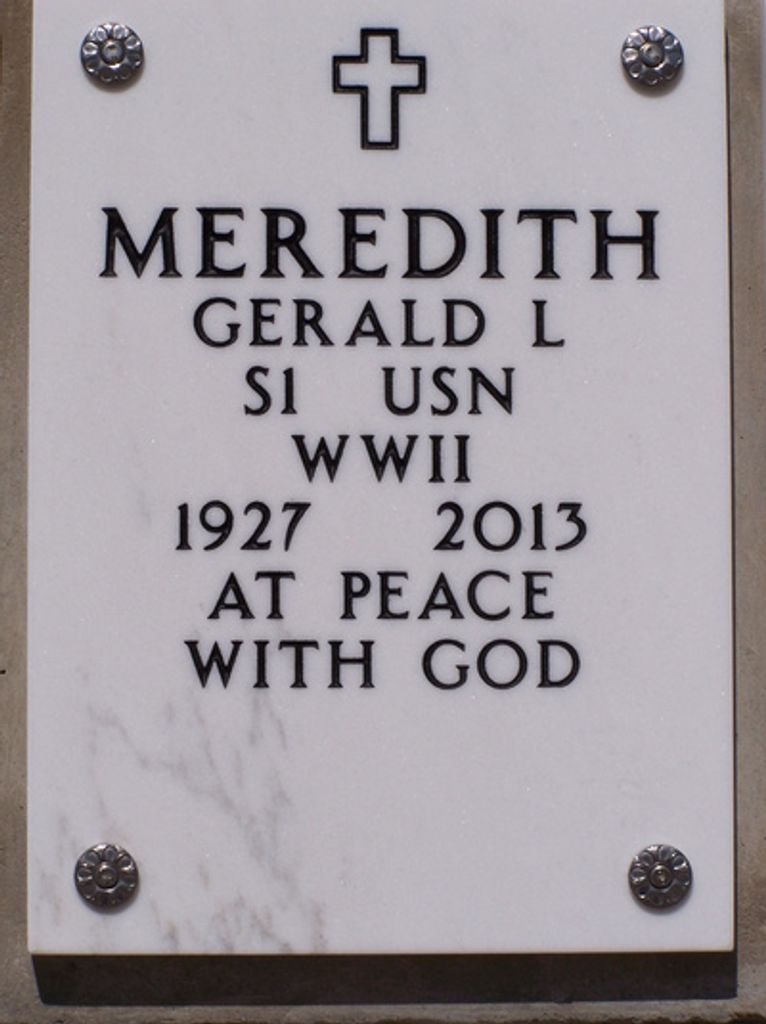 MEREDITH
GERALD L
S1 USN
WWII
1927 2013
AT PEACE
WITH GOD